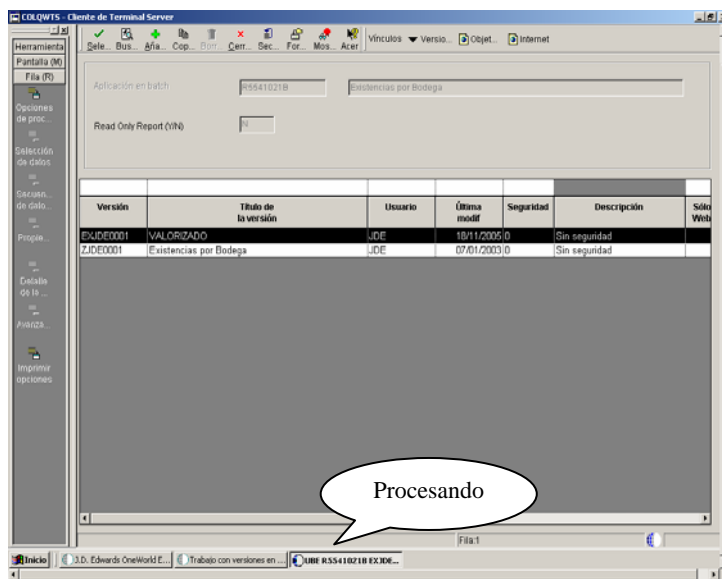 COLQWTS - Cliente de Terminal Server
Herramienta
Pantalla (M)
Fila (R)
Opciones de proc...
Selección de datos
Secuen... de dato...
Propie...
Detalle de la ...
Avanza...
Imprimir opciones
Sele... Bus... Aña... Cop... Borr... Cerr... Sec... For... Mos... Acer Vínculos Versio... Objet... Internet
Aplicación en batch R5541021B Existencias por Bodega
Read Only Report (Y/N) N
Versión Título de la versión Usuario Última modif Seguridad Descripción Sólo Web
EXJDE0001 VALORIZADO JDE 18/11/2005 0 Sin seguridad
ZJDE0001 Existencias por Bodega JDE 07/01/2003 0 Sin seguridad
Procesando
Fila:1
Inicio J.D. Edwards OneWorld E... Trabajo con versiones en ... UBE R5541021B EXJDE...